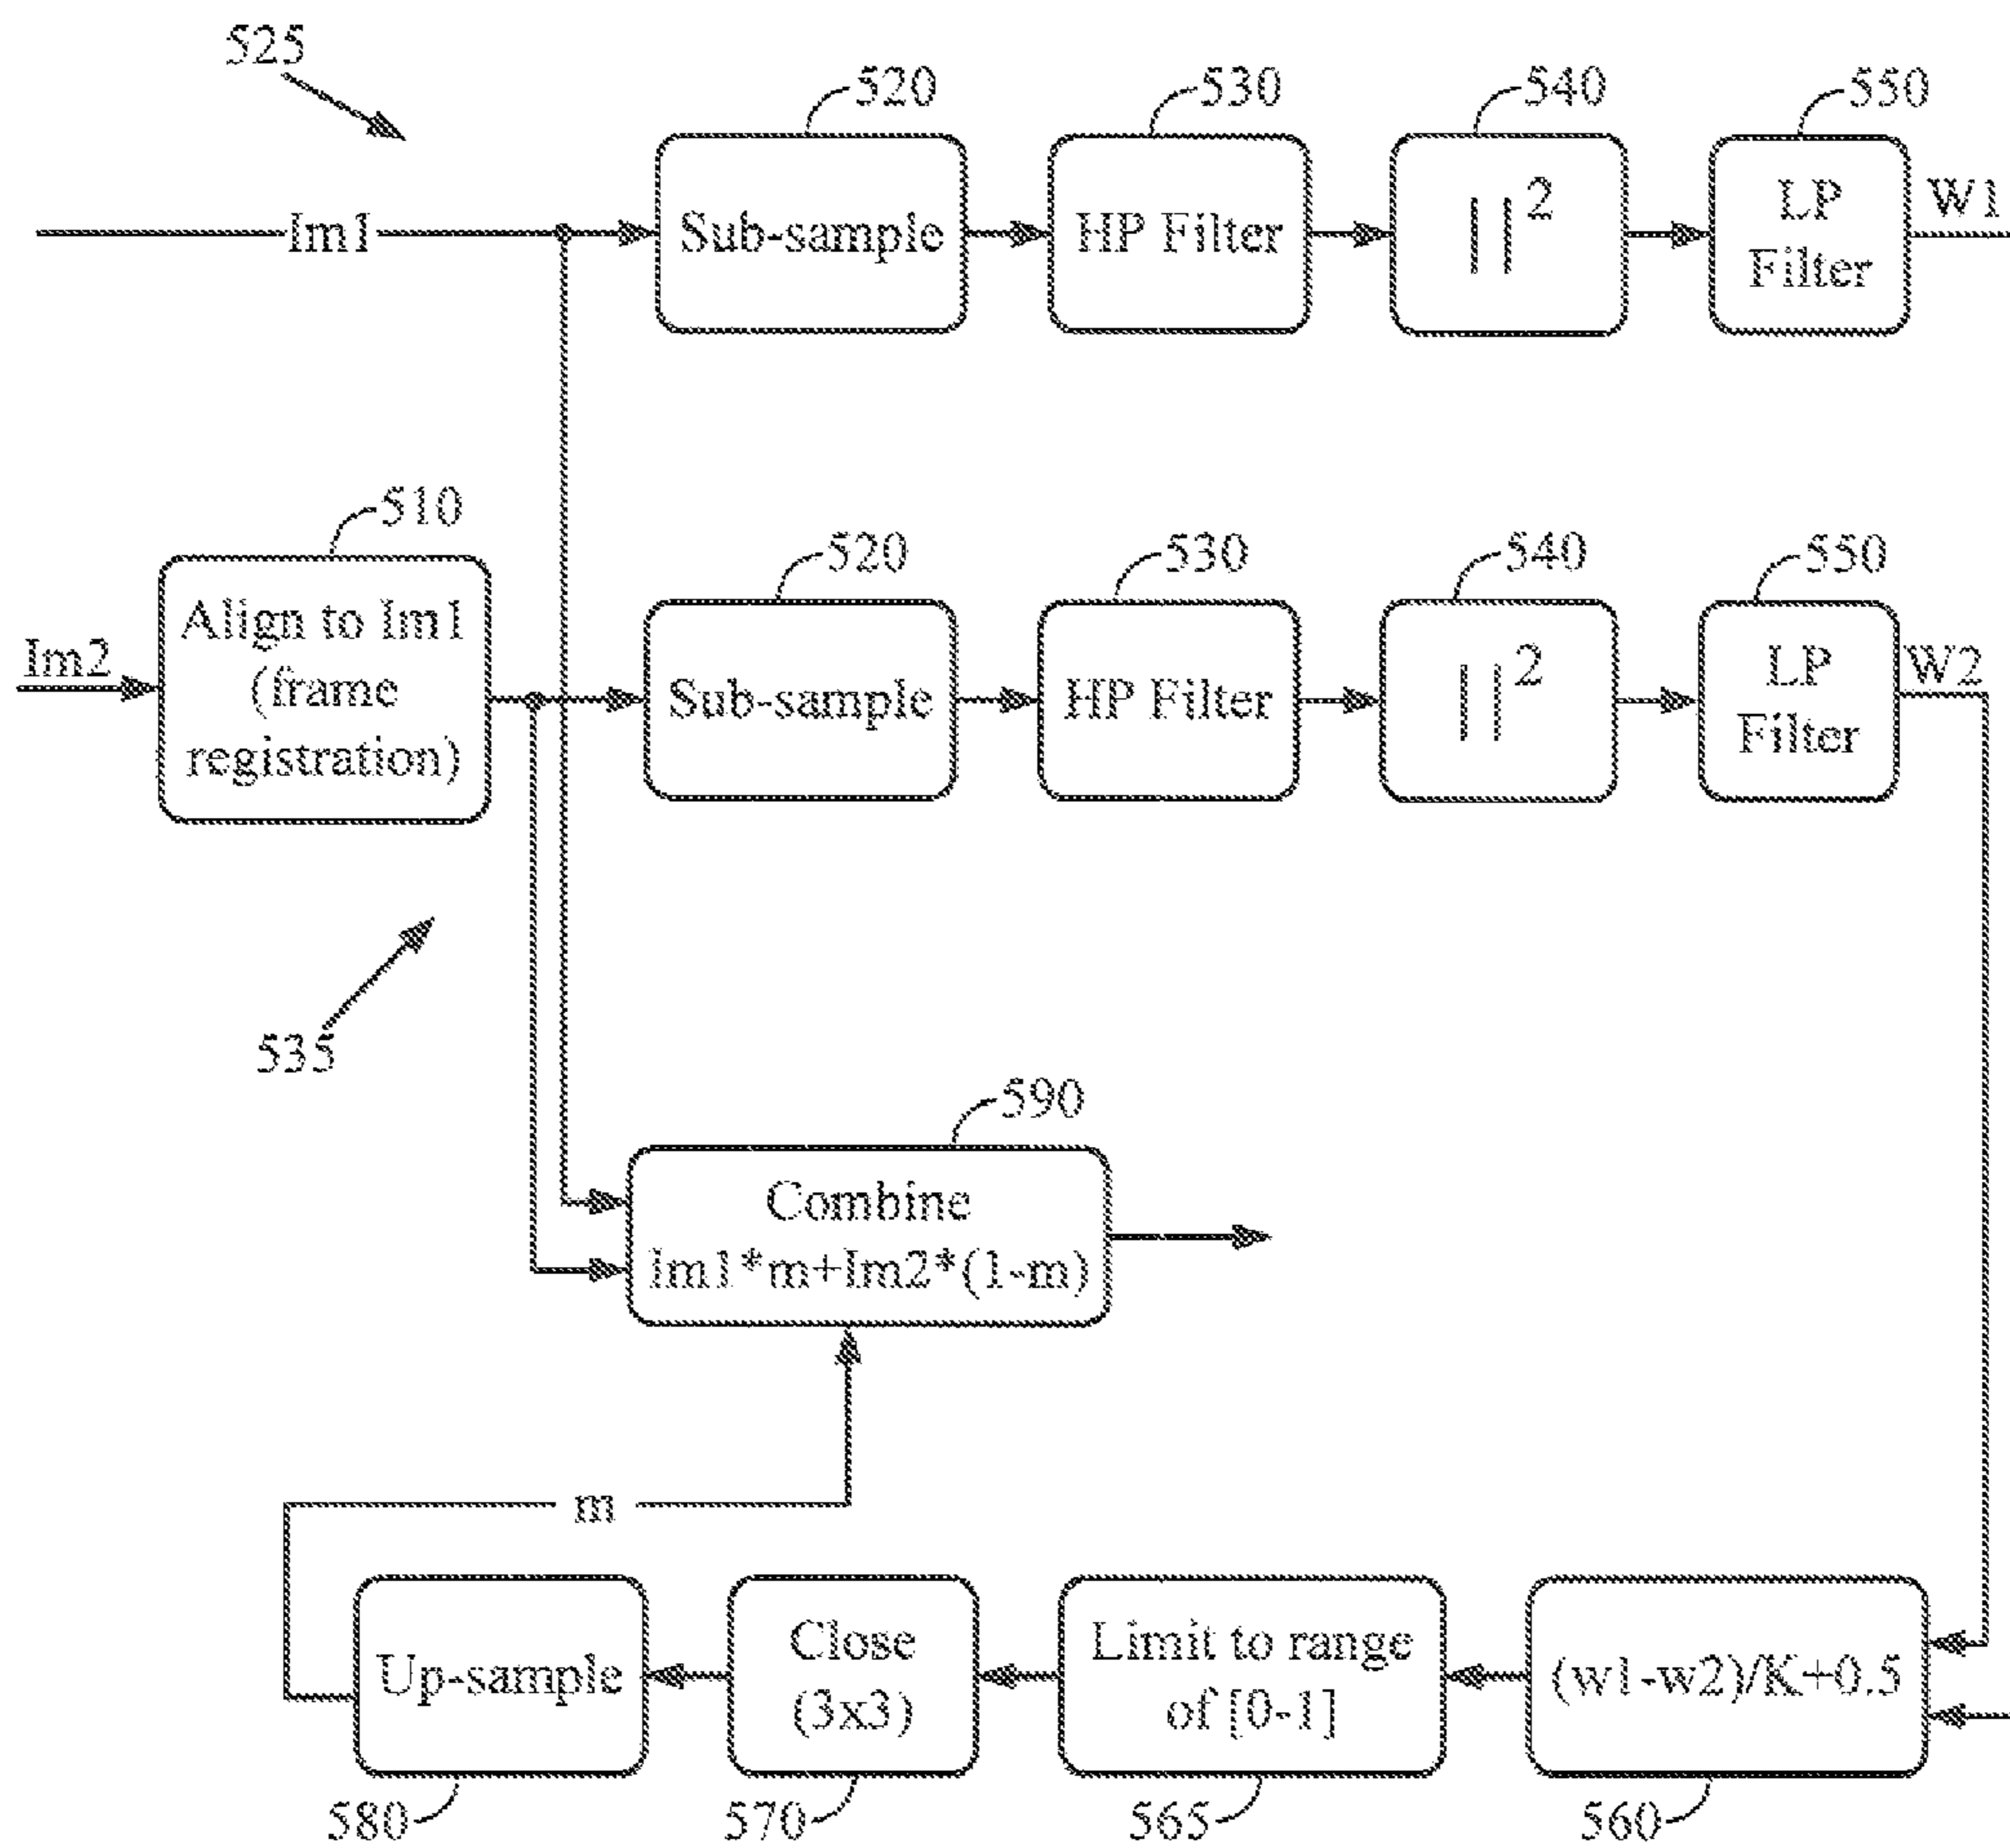 525
520
530
540
550
Im1
Sub-sample
HP Filter
| |²
LP
Filter
W1
510
520
530
540
550
Im2
Align to Im1
(frame
registration)
Sub-sample
HP Filter
| |²
LP
Filter
W2
535
590
Combine
Im1*m+Im2*(1-m)
m
Up-sample
Close
(3x3)
Limit to range
of [0-1]
(w1-w2)/K+0.5
580
570
565
560